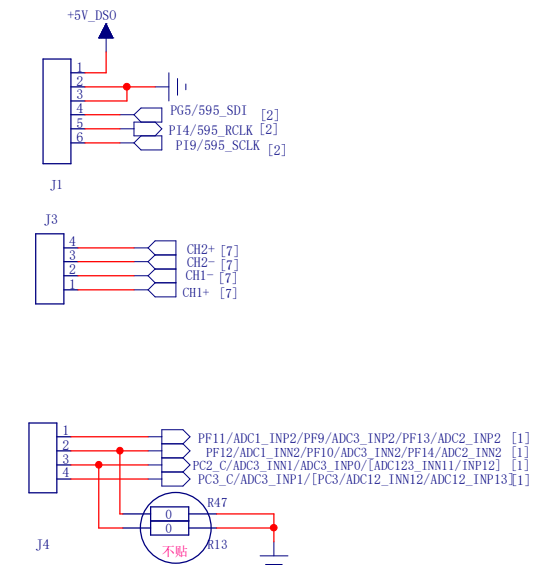 +5V_DSO
1
2
3
4 PG5/595_SDI [2]
5 PI4/595_RCLK [2]
6 PI9/595_SCLK [2]
J1
J3
4 CH2+ [7]
3 CH2- [7]
2 CH1- [7]
1 CH1+ [7]
1 PF11/ADC1_INP2/PF9/ADC3_INP2/PF13/ADC2_INP2 [1]
2 PF12/ADC1_INN2/PF10/ADC3_INN2/PF14/ADC2_INN2 [1]
3 PC2_C/ADC3_INN1/ADC3_INP0/[ADC123_INN11/INP12] [1]
4 PC3_C/ADC3_INP1/[PC3/ADC12_INN12/ADC12_INP13] [1]
R47
0
0
J4 不贴 R13